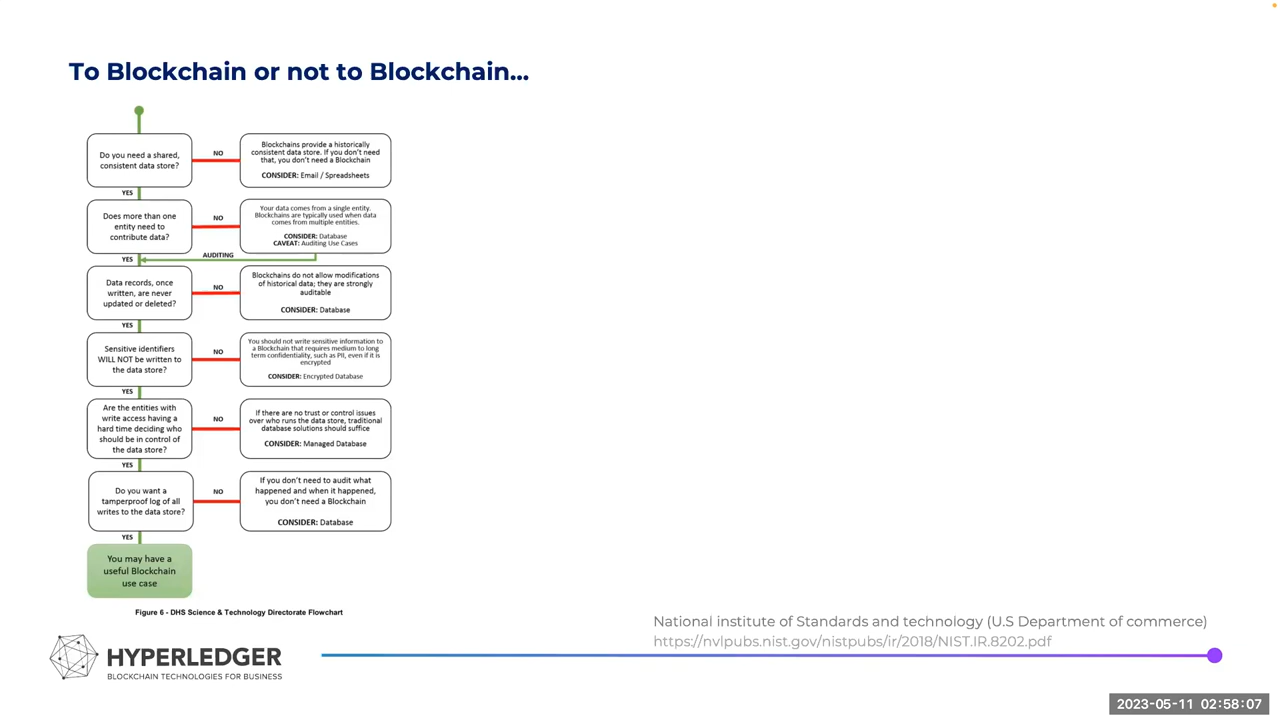 To Blockchain or not to Blockchain...
Do you need a shared,
consistent data store?
NO
Blockchains provide a historically
consistent data store. If you don't need
that, you don't need a Blockchain
CONSIDER: Email / Spreadsheets
YES
Does more than one
entity need to
contribute data?
NO
Your data comes from a single entity.
Blockchains are typically used when data
comes from multiple entities.
CONSIDER: Database
CAVEAT: Auditing Use Cases
AUDITING
YES
Data records, once
written, are never
updated or deleted?
NO
Blockchains do not allow modifications
of historical data; they are strongly
auditable
CONSIDER: Database
YES
Sensitive identifiers
WILL NOT be written to
the data store?
NO
You should not write sensitive information to
a Blockchain that requires medium to long
term confidentiality, such as PII, even if it is
encrypted
CONSIDER: Encrypted Database
YES
Are the entities with
write access having a
hard time deciding who
should be in control of
the data store?
NO
If there are no trust or control issues
over who runs the data store, traditional
database solutions should suffice
CONSIDER: Managed Database
YES
Do you want a
tamperproof log of all
writes to the data store?
NO
If you don't need to audit what
happened and when it happened,
you don't need a Blockchain
CONSIDER: Database
YES
You may have a
useful Blockchain
use case
Figure 6 - DHS Science & Technology Directorate Flowchart
National institute of Standards and technology (U.S Department of commerce)
https://nvlpubs.nist.gov/nistpubs/ir/2018/NIST.IR.8202.pdf
HYPERLEDGER
BLOCKCHAIN TECHNOLOGIES FOR BUSINESS
2023-05-11 02:58:07